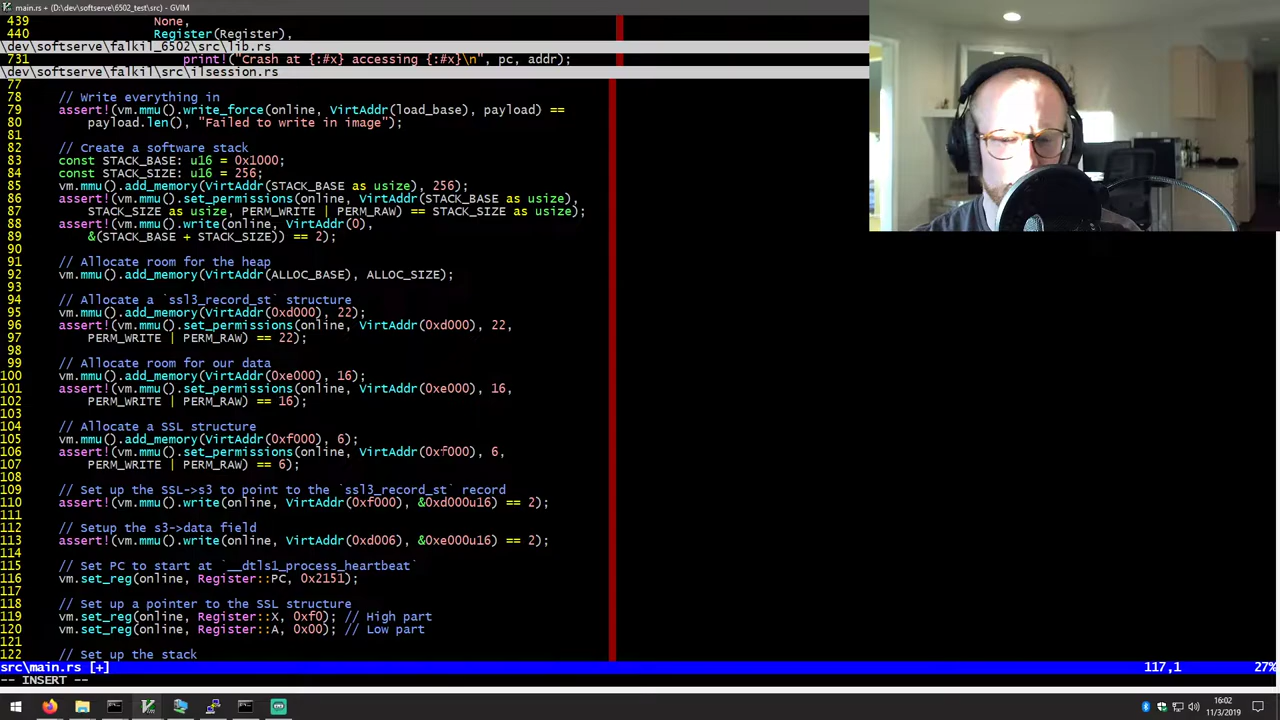 main.rs + (D:\dev\softserve\6502_test\src) - GVIM
439 None,
440 Register(Register),
\dev\softserve\falkil_6502\src\lib.rs
731 print!("Crash at {:#x} accessing {:#x}\n", pc, addr);
\dev\softserve\falkil\src\ilsession.rs
77
78 // Write everything in
79 assert!(vm.mmu().write_force(online, VirtAddr(load_base), payload) ==
80 payload.len(), "Failed to write in image");
81
82 // Create a software stack
83 const STACK_BASE: u16 = 0x1000;
84 const STACK_SIZE: u16 = 256;
85 vm.mmu().add_memory(VirtAddr(STACK_BASE as usize), 256);
86 assert!(vm.mmu().set_permissions(online, VirtAddr(STACK_BASE as usize),
87 STACK_SIZE as usize, PERM_WRITE | PERM_RAW) == STACK_SIZE as usize);
88 assert!(vm.mmu().write(online, VirtAddr(0),
89 &(STACK_BASE + STACK_SIZE)) == 2);
90
91 // Allocate room for the heap
92 vm.mmu().add_memory(VirtAddr(ALLOC_BASE), ALLOC_SIZE);
93
94 // Allocate a `ssl3_record_st` structure
95 vm.mmu().add_memory(VirtAddr(0xd000), 22);
96 assert!(vm.mmu().set_permissions(online, VirtAddr(0xd000), 22,
97 PERM_WRITE | PERM_RAW) == 22);
98
99 // Allocate room for our data
100 vm.mmu().add_memory(VirtAddr(0xe000), 16);
101 assert!(vm.mmu().set_permissions(online, VirtAddr(0xe000), 16,
102 PERM_WRITE | PERM_RAW) == 16);
103
104 // Allocate a SSL structure
105 vm.mmu().add_memory(VirtAddr(0xf000), 6);
106 assert!(vm.mmu().set_permissions(online, VirtAddr(0xf000), 6,
107 PERM_WRITE | PERM_RAW) == 6);
108
109 // Set up the SSL->s3 to point to the `ssl3_record_st` record
110 assert!(vm.mmu().write(online, VirtAddr(0xf000), &0xd000u16) == 2);
111
112 // Setup the s3->data field
113 assert!(vm.mmu().write(online, VirtAddr(0xd006), &0xe000u16) == 2);
114
115 // Set PC to start at `__dtls1_process_heartbeat`
116 vm.set_reg(online, Register::PC, 0x2151);
117
118 // Set up a pointer to the SSL structure
119 vm.set_reg(online, Register::X, 0xf0); // High part
120 vm.set_reg(online, Register::A, 0x00); // Low part
121
122 // Set up the stack
src\main.rs [+] 117,1 27%
-- INSERT --
16:02
11/3/2019